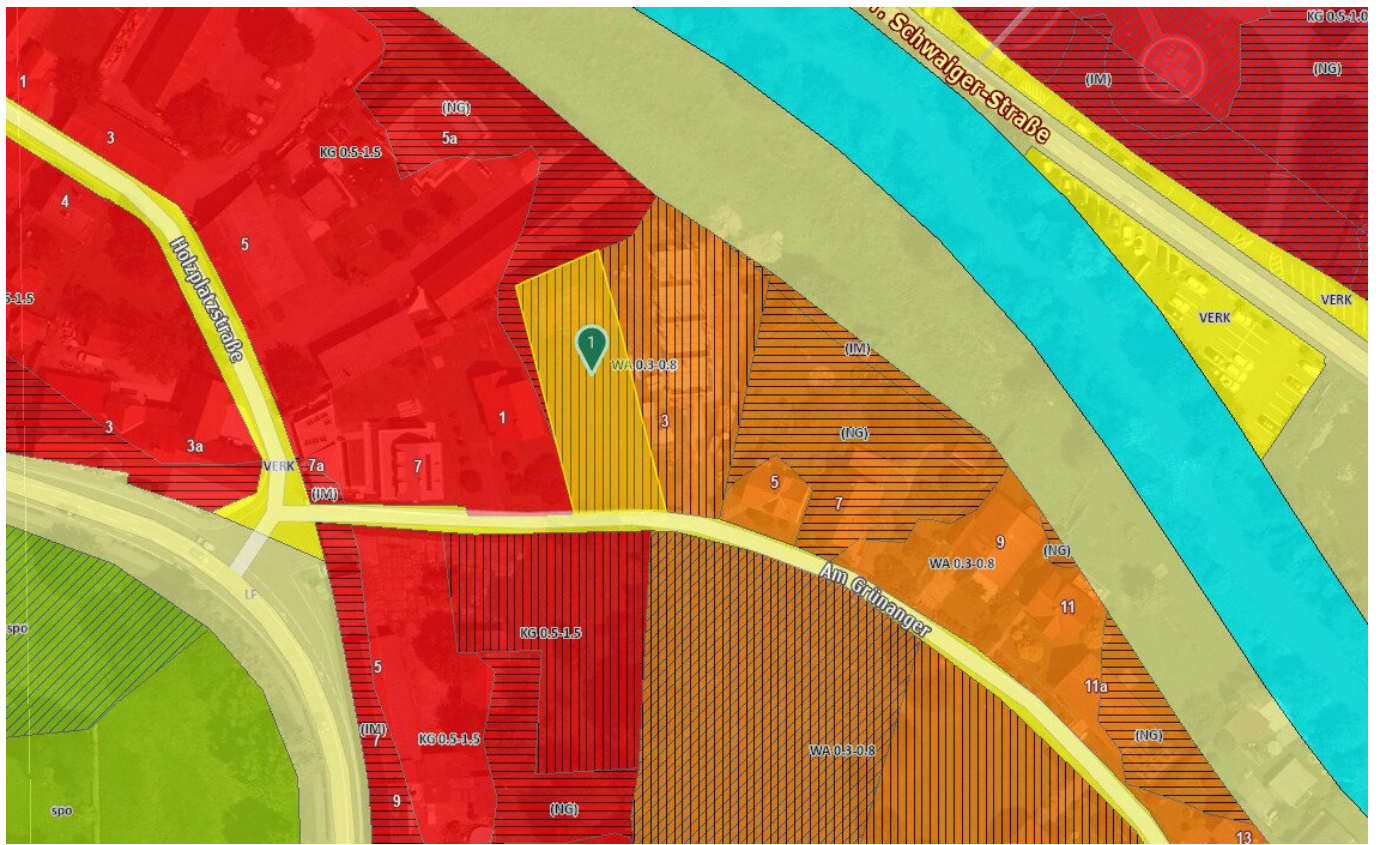 KG 0.5-1.0
1
(IM)
(NG)
. Schwaiger-Straße
(NG)
3
5a
KG 0.5-1.5
4
5
Holzplatzstraße
5-1.5
VERK
VERK
1
WA 0.3-0.8
(IM)
1
3
3
(NG)
3a
VERK
7a
7
5
7
(IM)
9
(NG)
WA 0.3-0.8
Am Grünanger
LF
11
spo
KG 0.5-1.5
5
11a
(IM)
7
KG 0.5-1.5
(NG)
WA 0.3-0.8
9
(NG)
spo
13